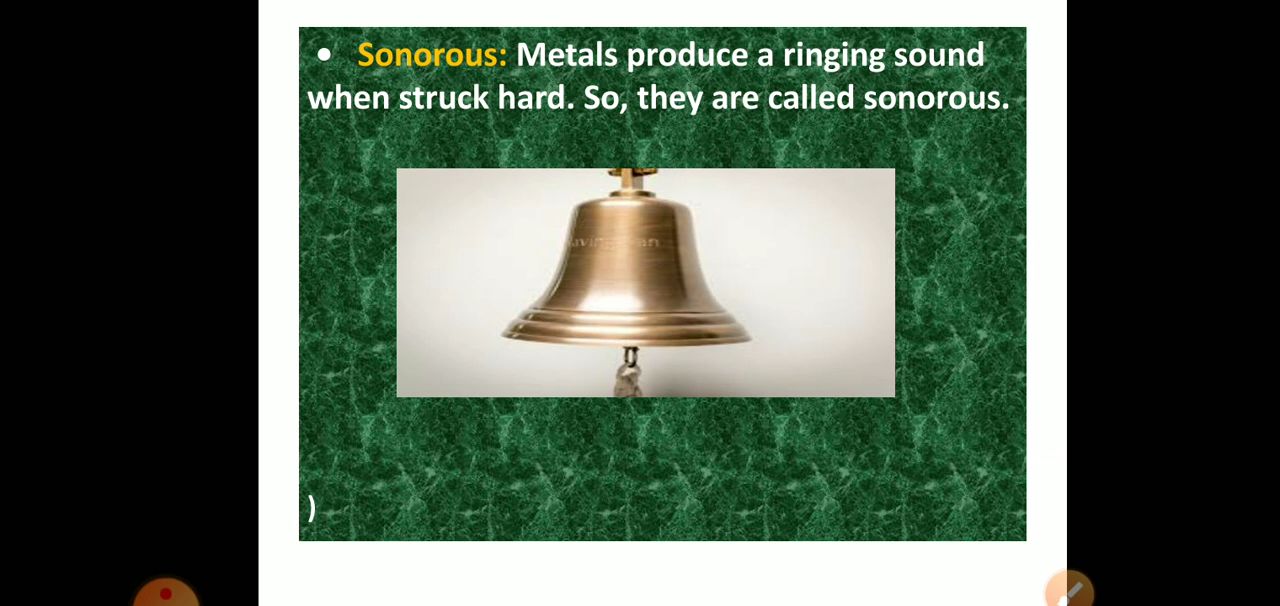 • Sonorous: Metals produce a ringing sound
when struck hard. So, they are called sonorous.
)